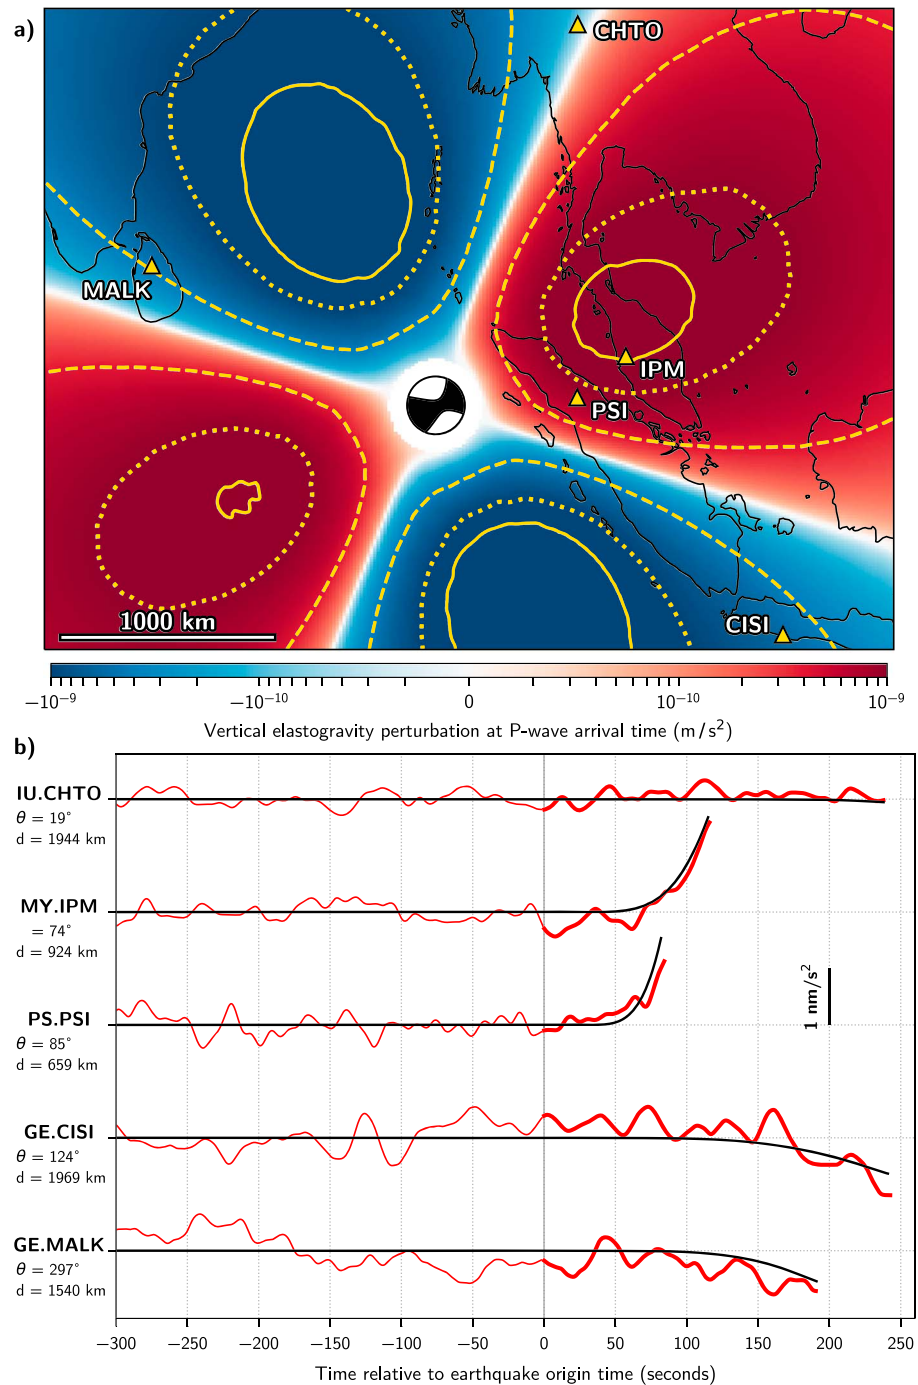 a)
CHTO
MALK
IPM
PSI
CISI
1000 km
−10⁻⁹
−10⁻¹⁰
0
10⁻¹⁰
10⁻⁹
Vertical elastogravity perturbation at P-wave arrival time (m/s²)
b)
IU.CHTO
θ = 19°
d = 1944 km
MY.IPM
= 74°
d = 924 km
1 nm/s²
PS.PSI
θ = 85°
d = 659 km
GE.CISI
θ = 124°
d = 1969 km
GE.MALK
θ = 297°
d = 1540 km
−300
−250
−200
−150
−100
−50
0
50
100
150
200
250
Time relative to earthquake origin time (seconds)